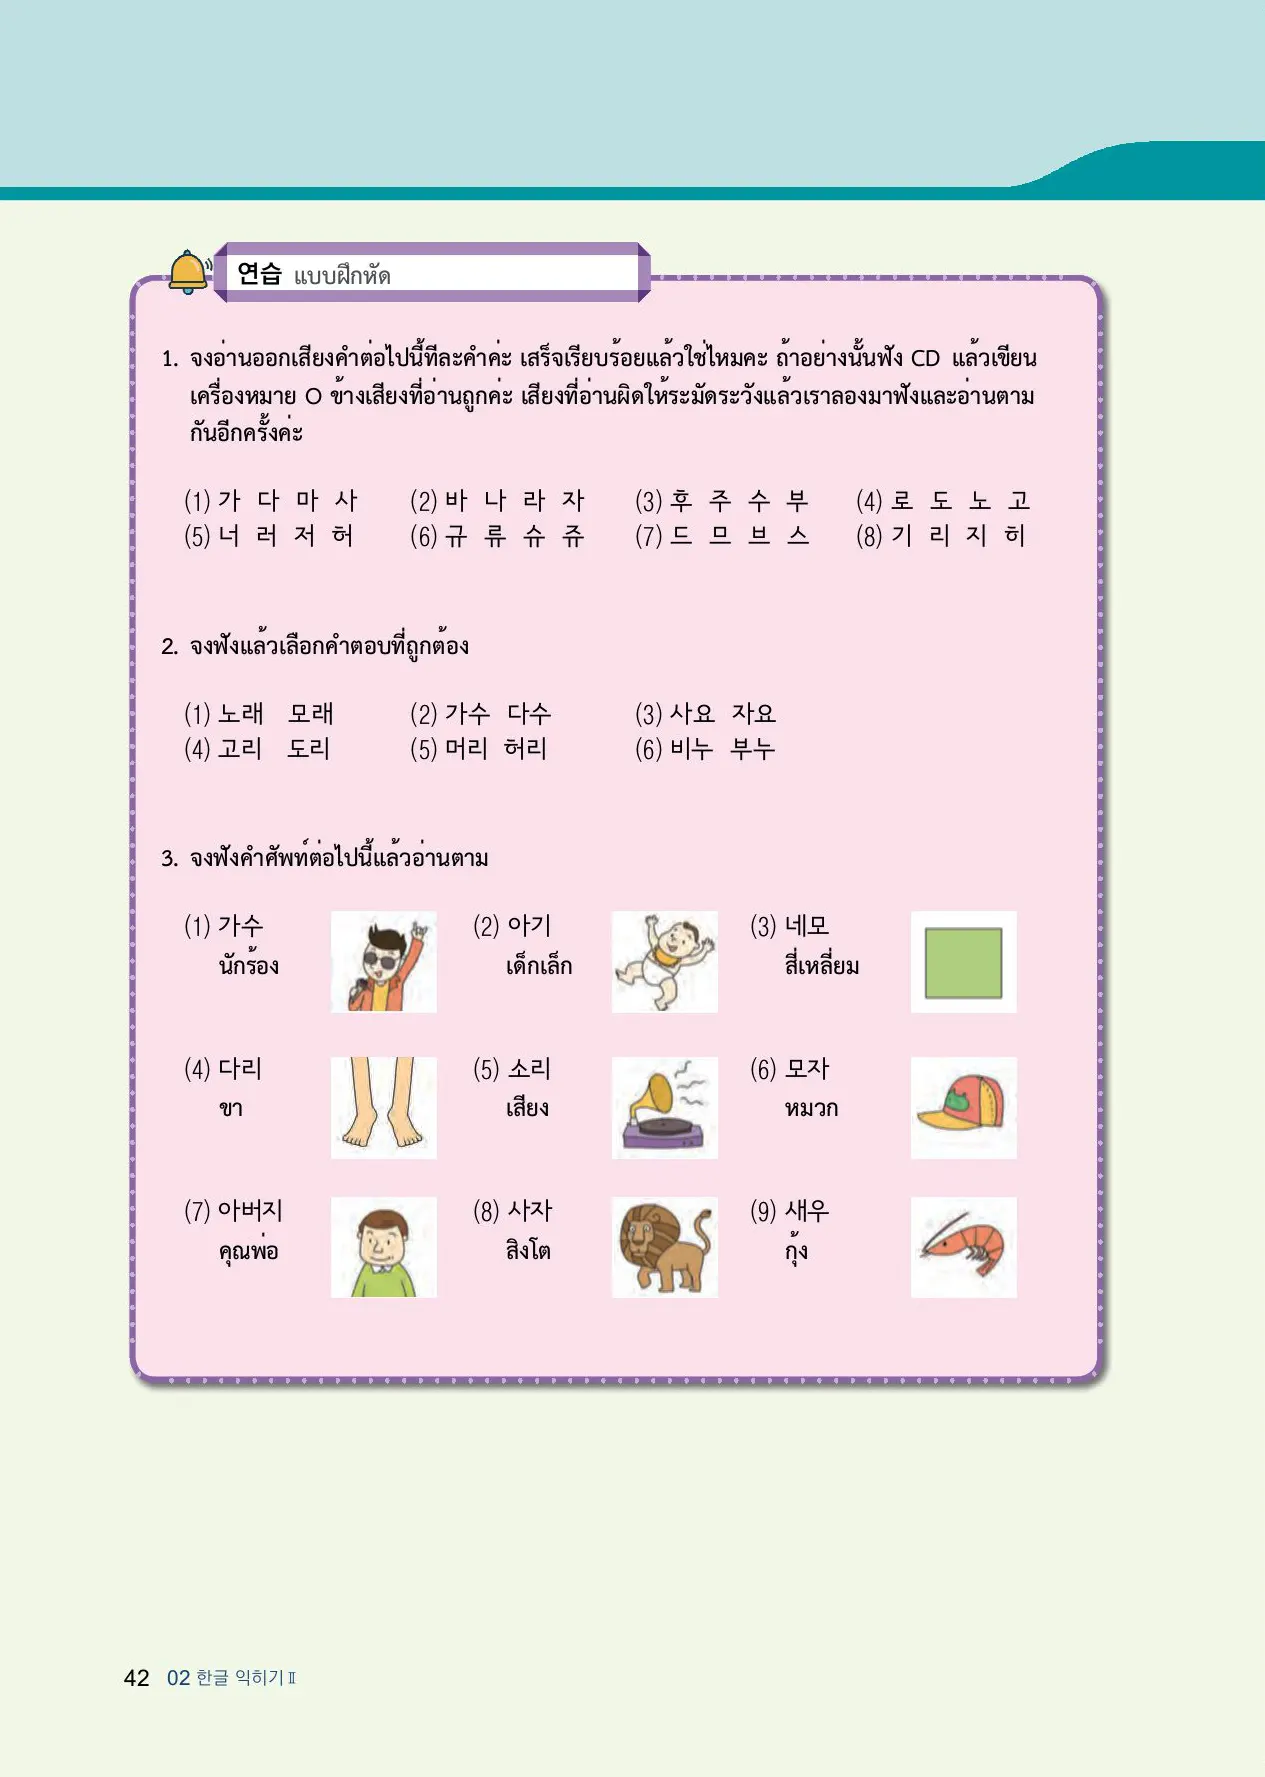 연습 แบบฝึกหัด
1. จงอ่านออกเสียงคำต่อไปนี้ทีละคำค่ะ เสร็จเรียบร้อยแล้วใช่ไหมคะ ถ้าอย่างนั้นฟัง CD แล้วเขียน
เครื่องหมาย O ข้างเสียงที่อ่านถูกค่ะ เสียงที่อ่านผิดให้ระมัดระวังแล้วเราลองมาฟังและอ่านตาม
กันอีกครั้งค่ะ
(1) 가 다 마 사 (2) 바 나 라 자 (3) 후 주 수 부 (4) 로 도 노 고
(5) 너 러 저 허 (6) 규 류 슈 쥬 (7) 드 므 브 스 (8) 기 리 지 히
2. จงฟังแล้วเลือกคำตอบที่ถูกต้อง
(1) 노래 모래 (2) 가수 다수 (3) 사요 자요
(4) 고리 도리 (5) 머리 허리 (6) 비누 부누
3. จงฟังคำศัพท์ต่อไปนี้แล้วอ่านตาม
(1) 가수 (2) 아기 (3) 네모
นักร้อง เด็กเล็ก สี่เหลี่ยม
(4) 다리 (5) 소리 (6) 모자
ขา เสียง หมวก
(7) 아버지 (8) 사자 (9) 새우
คุณพ่อ สิงโต กุ้ง
42 02 한글 익히기 Ⅱ